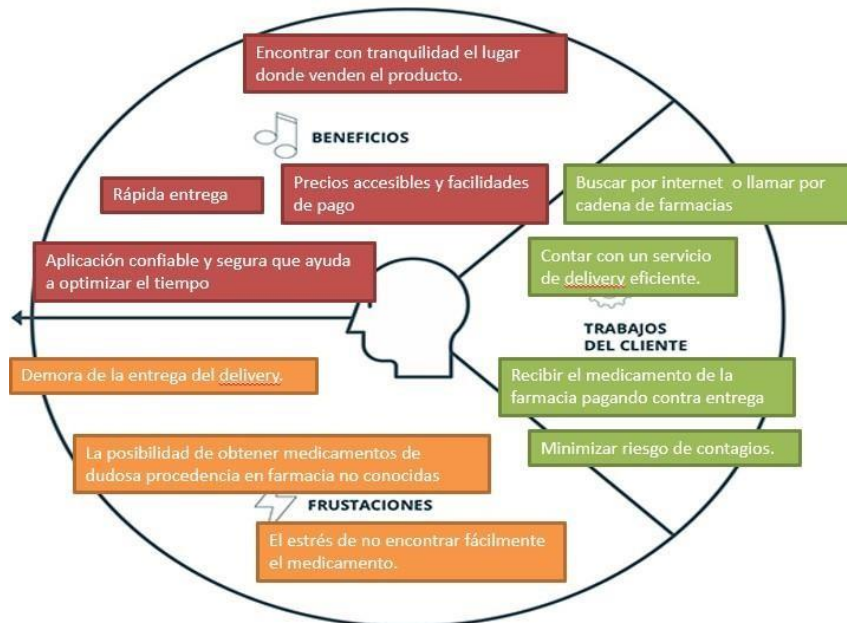 Encontrar con tranquilidad el lugar
donde venden el producto.
BENEFICIOS
Rápida entrega
Precios accesibles y facilidades
de pago
Aplicación confiable y segura que ayuda
a optimizar el tiempo
Buscar por internet o llamar por
cadena de farmacias
Contar con un servicio
de delivery eficiente.
TRABAJOS
DEL CLIENTE
Recibir el medicamento de la
farmacia pagando contra entrega
Minimizar riesgo de contagios.
Demora de la entrega del delivery.
La posibilidad de obtener medicamentos de
dudosa procedencia en farmacia no conocidas
FRUSTACIONES
El estrés de no encontrar fácilmente
el medicamento.